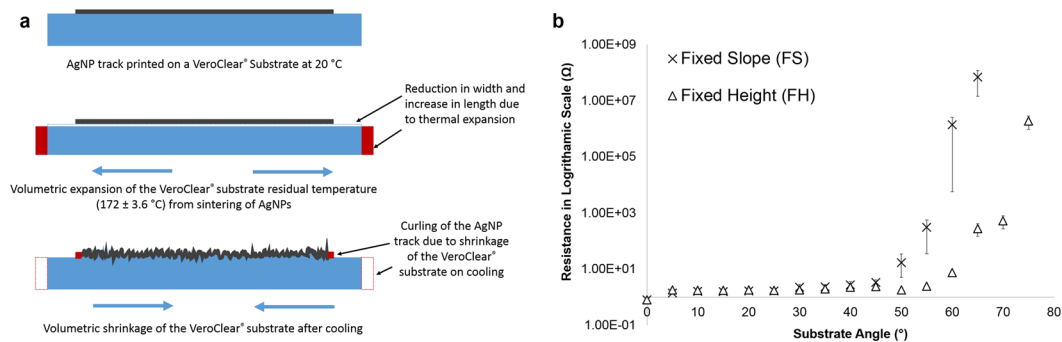 a
AgNP track printed on a VeroClear® Substrate at 20 °C
Reduction in width and
increase in length due
to thermal expansion
Volumetric expansion of the VeroClear® substrate residual temperature
(172 ± 3.6 °C) from sintering of AgNPs
Curling of the AgNP
track due to shrinkage
of the VeroClear®
substrate on cooling
Volumetric shrinkage of the VeroClear® substrate after cooling
b
Resistance in Logrithamic Scale (Ω)
1.00E+09
1.00E+07
1.00E+05
1.00E+03
1.00E+01
1.00E-01
Fixed Slope (FS)
Fixed Height (FH)
0 10 20 30 40 50 60 70 80
Substrate Angle (°)